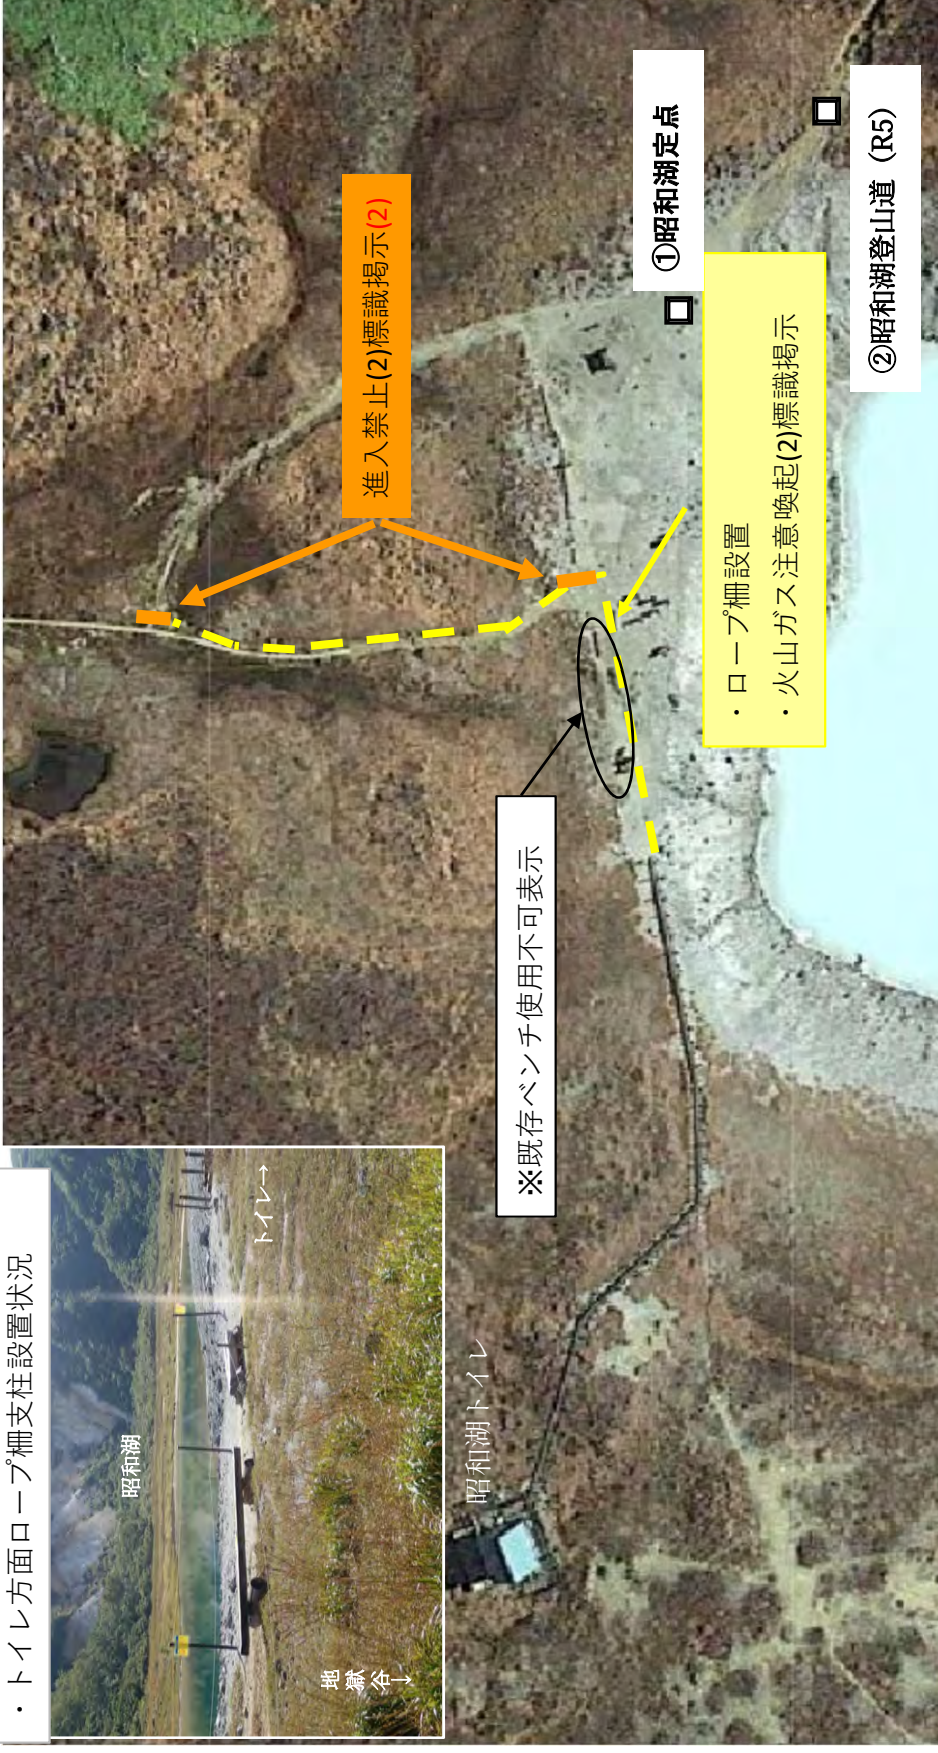 ・トイレ方面ロープ柵支柱設置状況
昭和湖
トイレ→
地獄谷→
昭和湖トイレ
※既存ベンチ使用不可表示
進入禁止(2)標識掲示(2)
・ロープ柵設置
・火山ガス注意喚起(2)標識掲示
①昭和湖定点
②昭和湖登山道（R5）